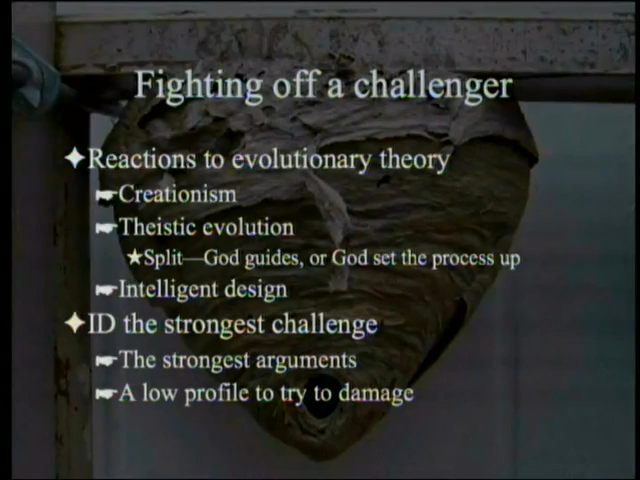 Fighting off a challenger
Reactions to evolutionary theory
Creationism
Theistic evolution
Split—God guides, or God set the process up
Intelligent design
ID the strongest challenge
The strongest arguments
A low profile to try to damage